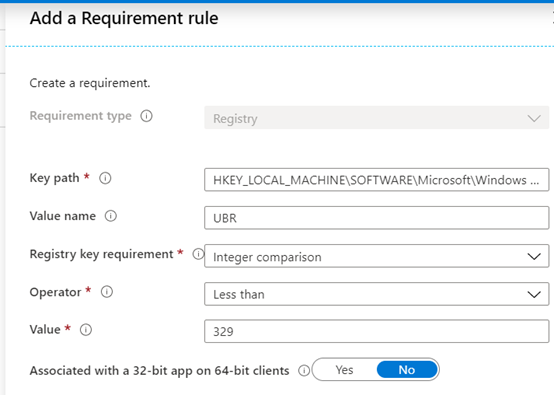 Add a Requirement rule
Create a requirement.
Requirement type
Registry
Key path *
HKEY_LOCAL_MACHINE\SOFTWARE\Microsoft\Windows ...
Value name
UBR
Registry key requirement *
Integer comparison
Operator *
Less than
Value *
329
Associated with a 32-bit app on 64-bit clients
Yes No